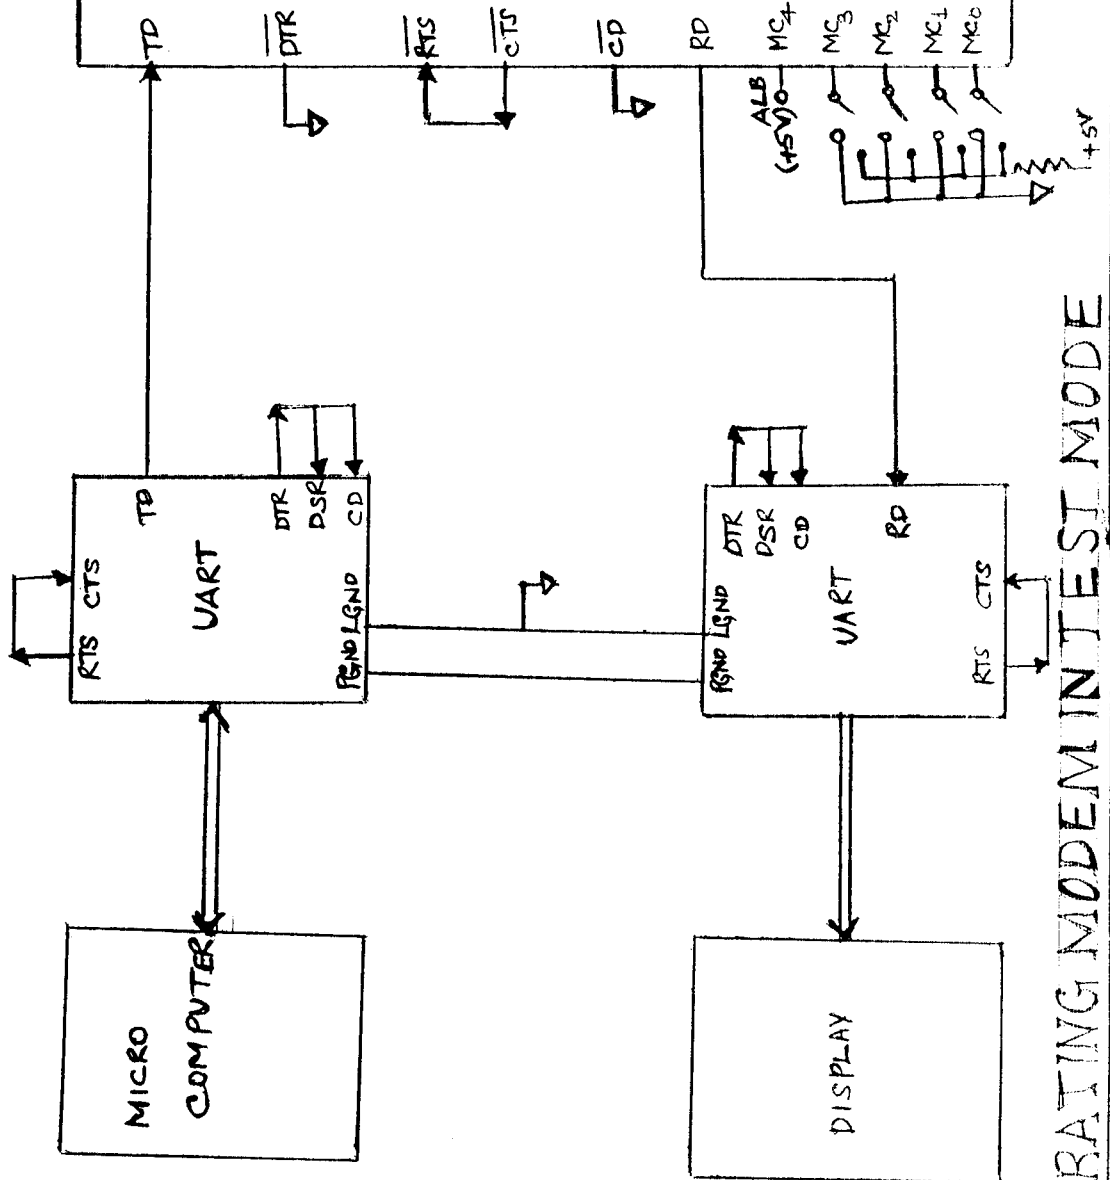 TD
DTR
RTS
CTS
CD
RD
MC4
MC3
MC2
MC1
MC0
ALB
(+5V)
+5V
TD
DTR
DSR
CD
RTS
CTS
UART
PGND
LGND
DTR
DSR
CD
RD
LGND
PGND
UART
RTS
CTS
MICRO
COMPUTER
DISPLAY
RATING MODEM IN TEST MODE